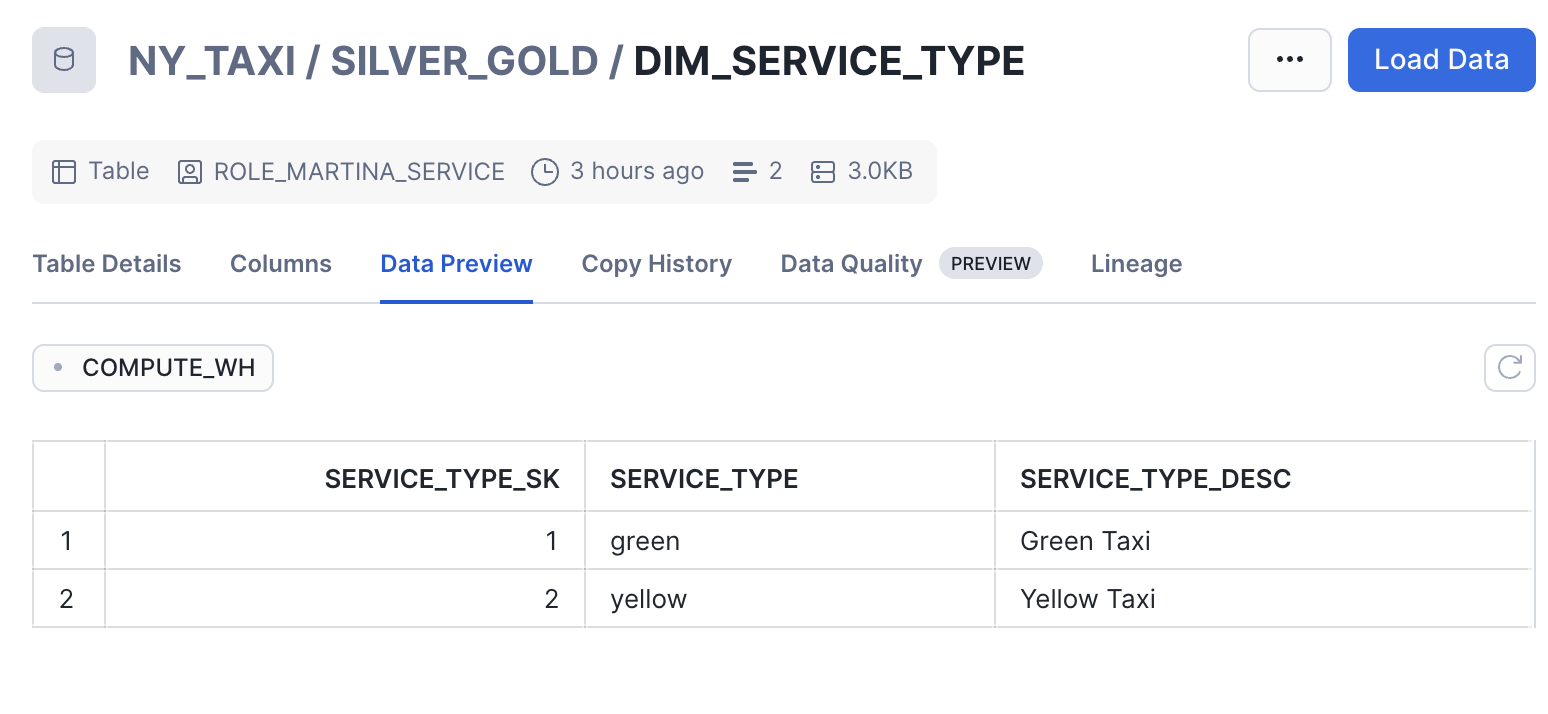 NY_TAXI / SILVER_GOLD / DIM_SERVICE_TYPE
Load Data
Table ROLE_MARTINA_SERVICE 3 hours ago 2 3.0KB
Table Details Columns Data Preview Copy History Data Quality PREVIEW Lineage
COMPUTE_WH
SERVICE_TYPE_SK SERVICE_TYPE SERVICE_TYPE_DESC
1 1 green Green Taxi
2 2 yellow Yellow Taxi